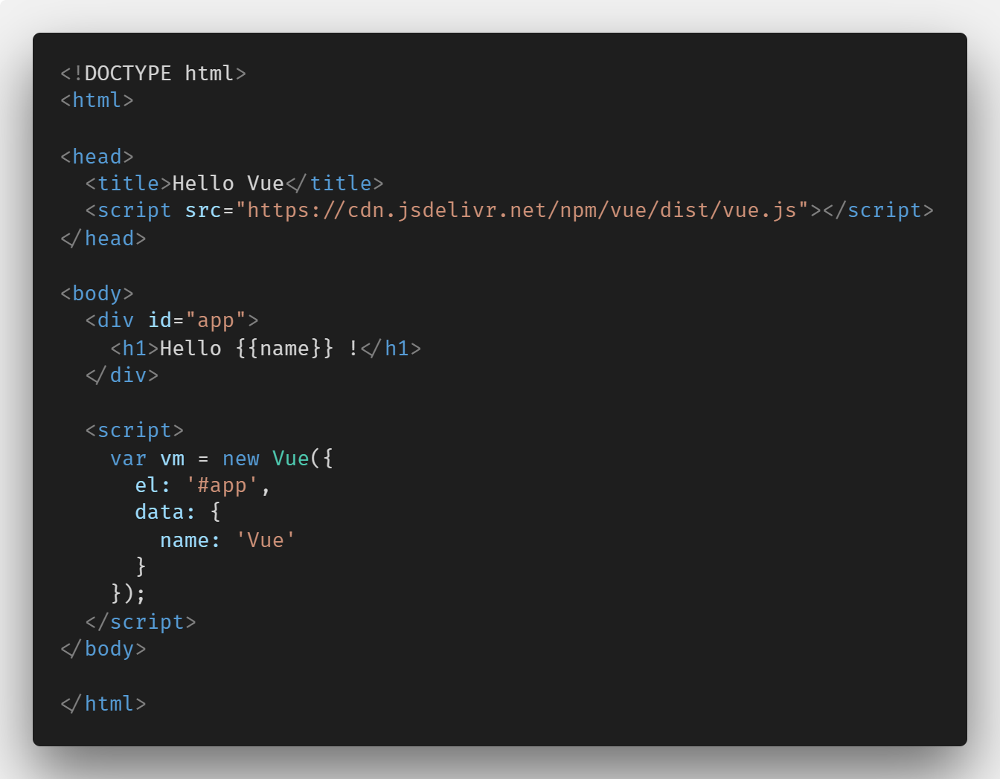 <!DOCTYPE html>
<html>

<head>
  <title>Hello Vue</title>
  <script src="https://cdn.jsdelivr.net/npm/vue/dist/vue.js"></script>
</head>

<body>
  <div id="app">
    <h1>Hello {{name}} !</h1>
  </div>

  <script>
    var vm = new Vue({
      el: '#app',
      data: {
        name: 'Vue'
      }
    });
  </script>
</body>

</html>